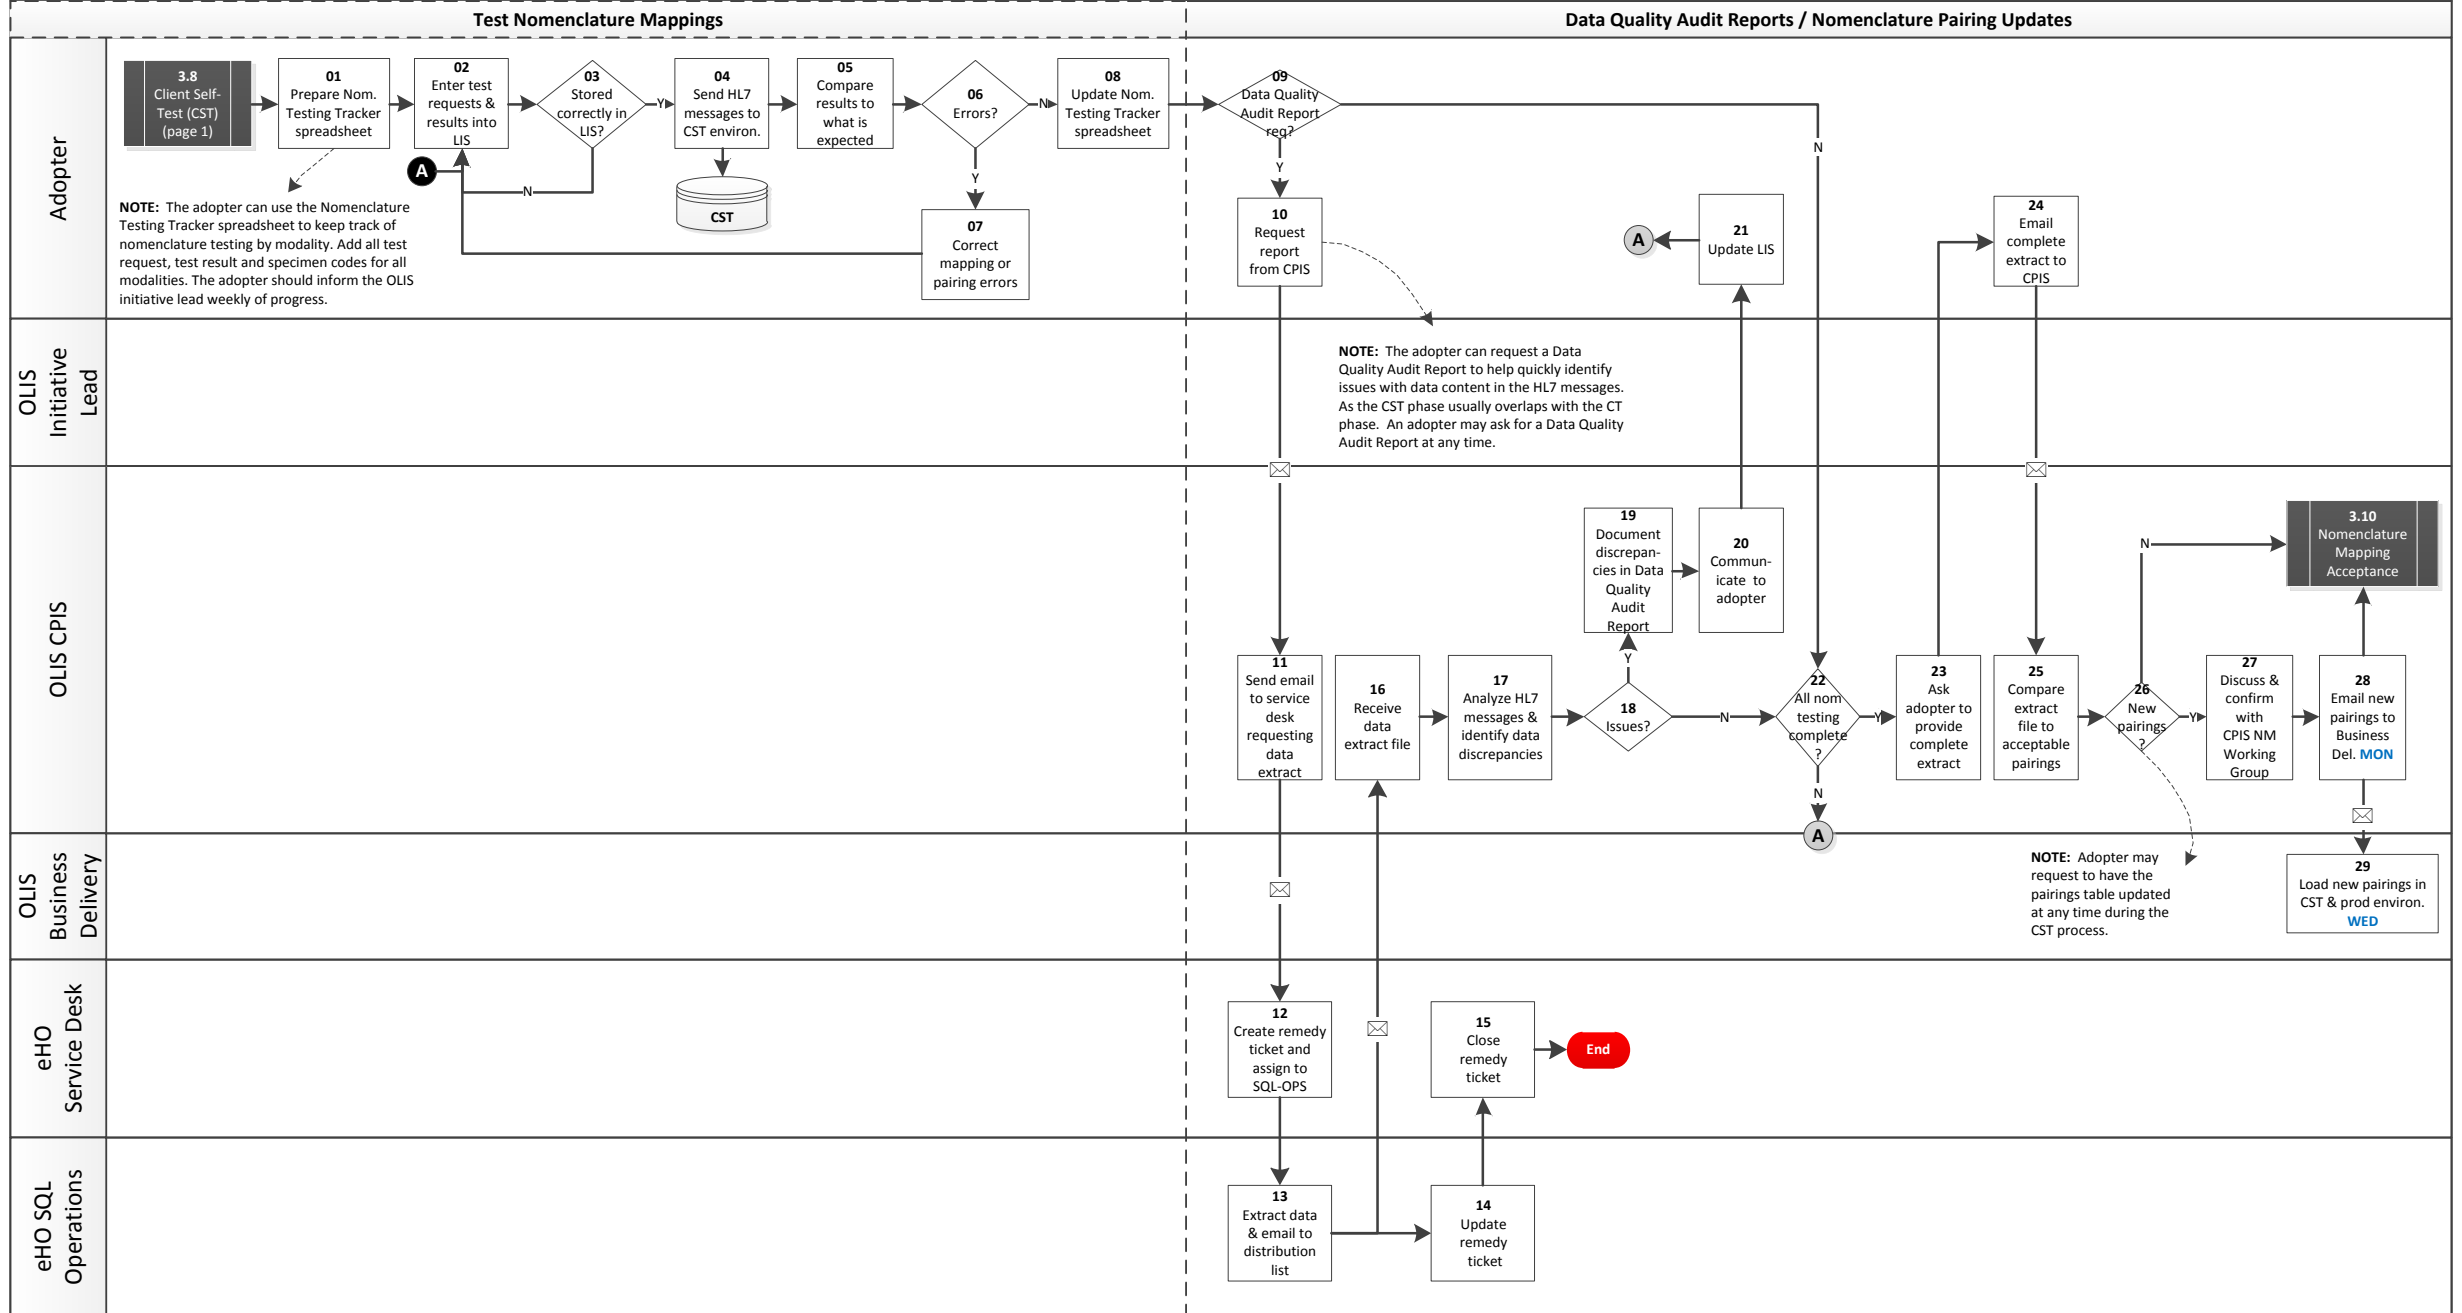 Test Nomenclature Mappings
Data Quality Audit Reports / Nomenclature Pairing Updates
Adopter
3.8
Client Self-
Test (CST)
(page 1)
01
Prepare Nom.
Testing Tracker
spreadsheet
02
Enter test
requests &
results into
LIS
03
Stored
correctly in
LIS?
Y
N
04
Send HL7
messages to
CST environ.
CST
05
Compare
results to
what is
expected
06
Errors?
N
Y
07
Correct
mapping or
pairing errors
08
Update Nom.
Testing Tracker
spreadsheet
A
NOTE: The adopter can use the Nomenclature
Testing Tracker spreadsheet to keep track of
nomenclature testing by modality. Add all test
request, test result and specimen codes for all
modalities. The adopter should inform the OLIS
initiative lead weekly of progress.
09
Data Quality
Audit Report
req?
N
Y
10
Request
report
from CPIS
A
21
Update LIS
24
Email
complete
extract to
CPIS
OLIS
Initiative
Lead
NOTE: The adopter can request a Data
Quality Audit Report to help quickly identify
issues with data content in the HL7 messages.
As the CST phase usually overlaps with the CT
phase. An adopter may ask for a Data Quality
Audit Report at any time.
OLIS CPIS
11
Send email
to service
desk
requesting
data
extract
16
Receive
data
extract file
17
Analyze HL7
messages &
identify data
discrepancies
18
Issues?
Y
N
19
Document
discrepan-
cies in Data
Quality
Audit
Report
20
Commun-
icate to
adopter
22
All nom
testing
complete
?
Y
N
A
23
Ask
adopter to
provide
complete
extract
25
Compare
extract
file to
acceptable
pairings
26
New
pairings
?
N
Y
27
Discuss &
confirm
with
CPIS NM
Working
Group
28
Email new
pairings to
Business
Del. MON
3.10
Nomenclature
Mapping
Acceptance
OLIS
Business
Delivery
NOTE: Adopter may
request to have the
pairings table updated
at any time during the
CST process.
29
Load new pairings in
CST & prod environ.
WED
eHO
Service Desk
12
Create remedy
ticket and
assign to
SQL-OPS
15
Close
remedy
ticket
End
eHO SQL
Operations
13
Extract data
& email to
distribution
list
14
Update
remedy
ticket